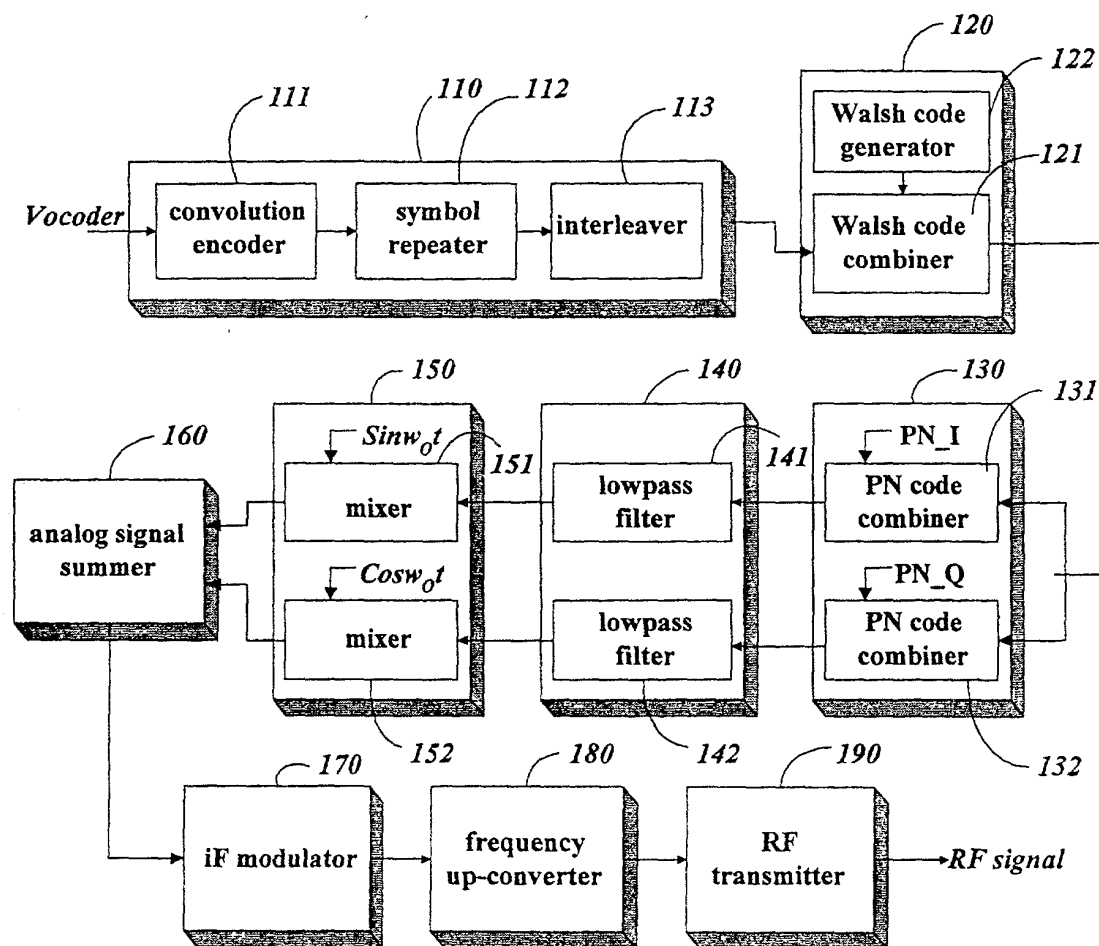 120
122
111
110
112
113
Walsh code
generator
121
Vocoder
convolution
encoder
symbol
repeater
interleaver
Walsh code
combiner
150
140
130
131
160
Sinw₀t
151
141
PN_I
analog signal
summer
mixer
lowpass
filter
PN code
combiner
Cosw₀t
PN_Q
mixer
lowpass
filter
PN code
combiner
152
142
132
170
180
190
iF modulator
frequency
up-converter
RF
transmitter
RF signal